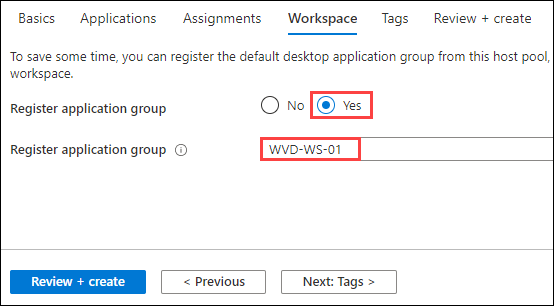 Basics Applications Assignments Workspace Tags Review + create
To save some time, you can register the default desktop application group from this host pool,
workspace.
Register application group No Yes
Register application group WVD-WS-01
Review + create < Previous Next: Tags >